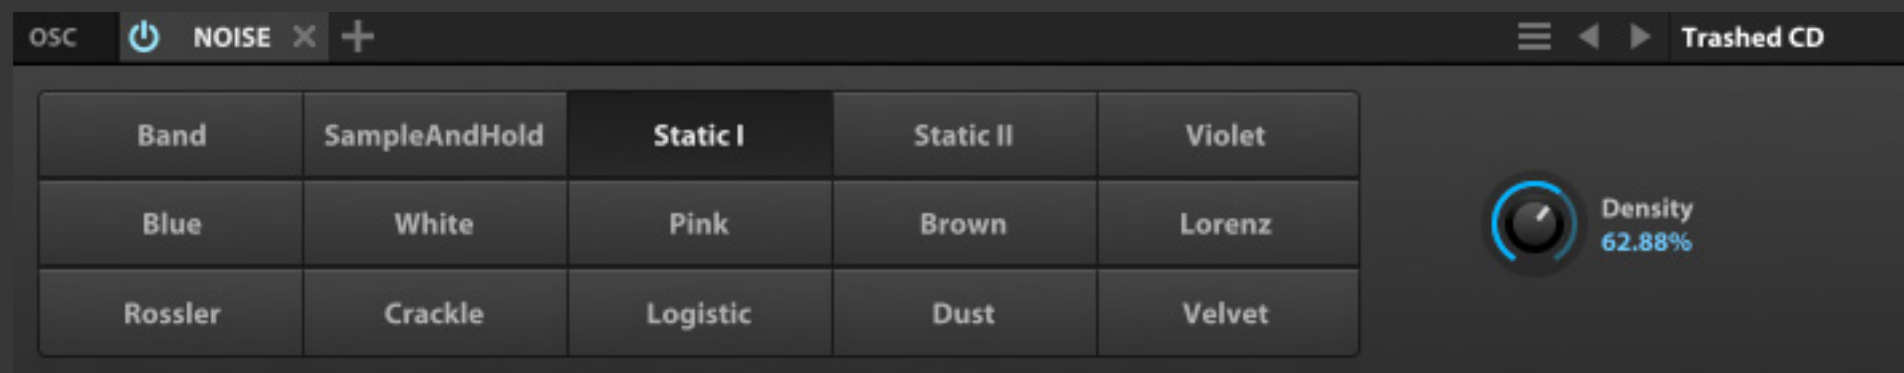 OSC NOISE Trashed CD
Band SampleAndHold Static I Static II Violet
Blue White Pink Brown Lorenz
Rossler Crackle Logistic Dust Velvet
Density
62.88%